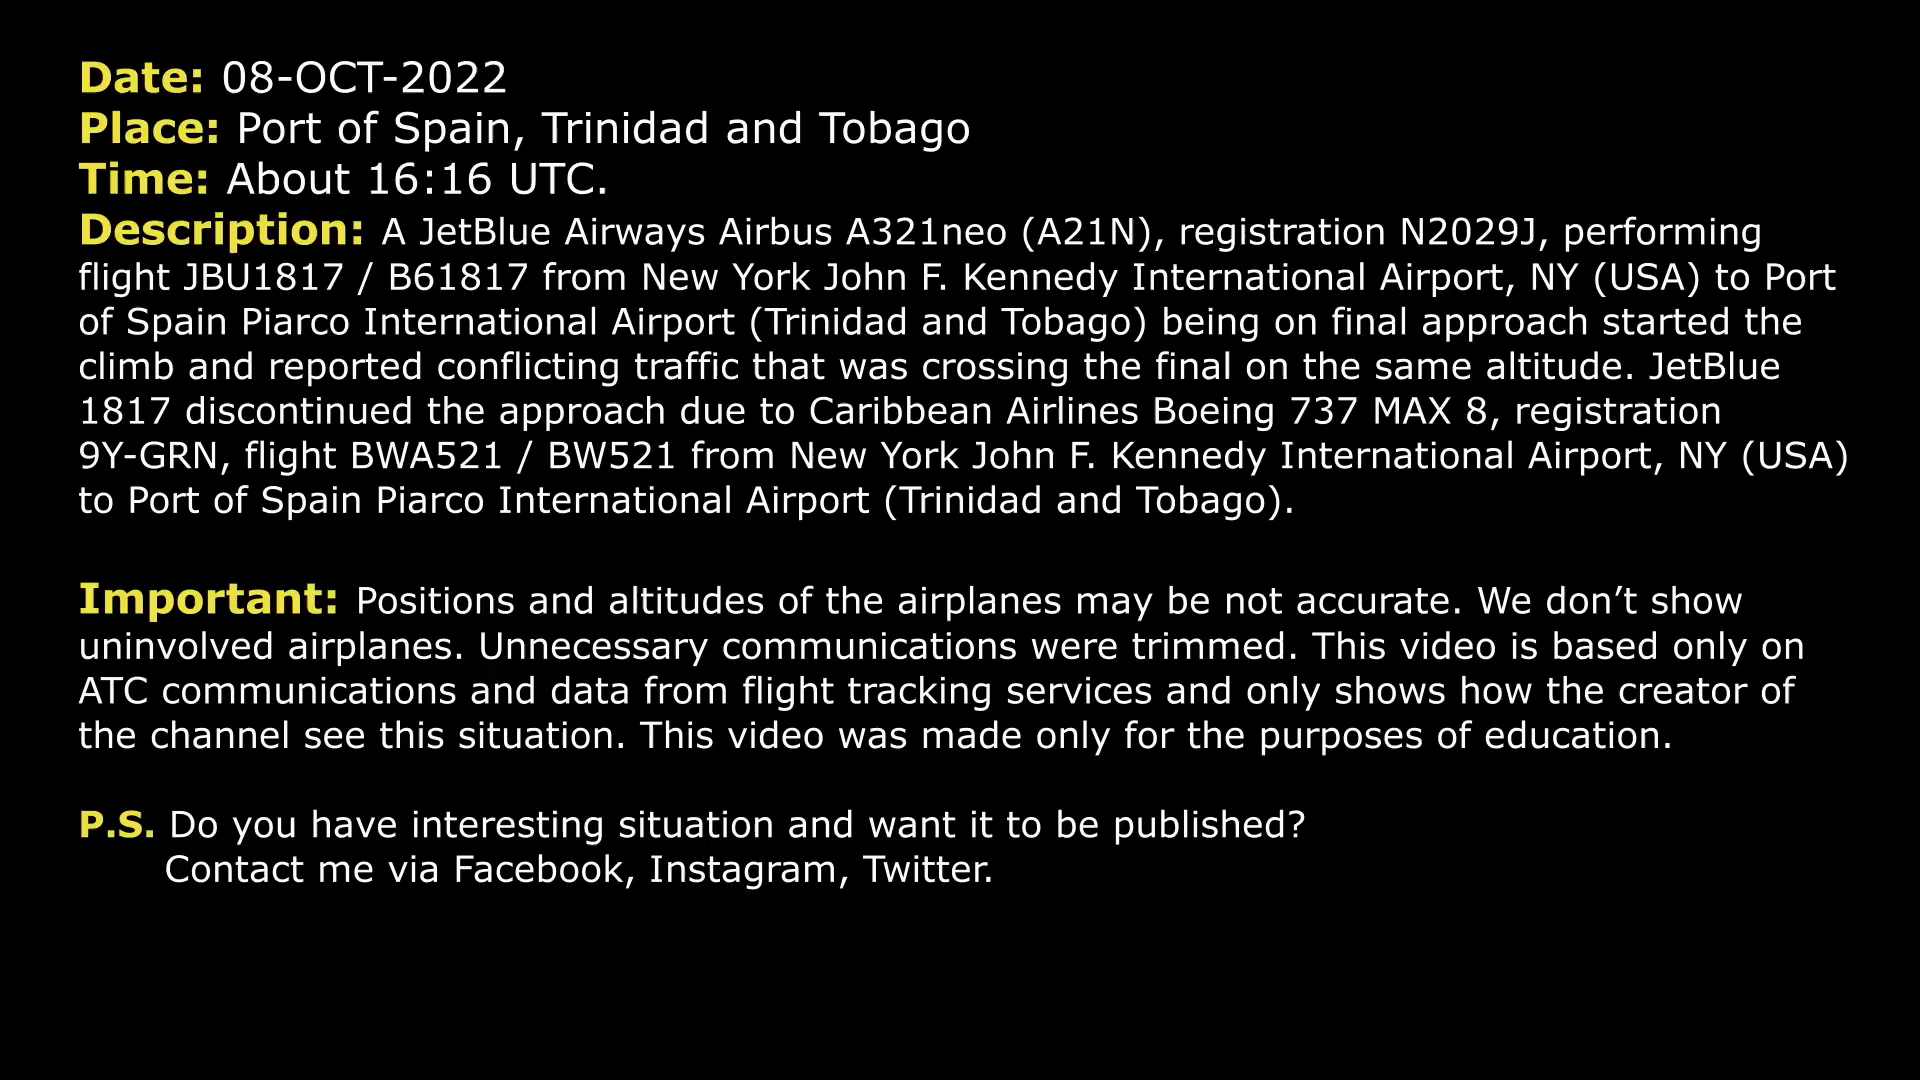 Date: 08-OCT-2022
Place: Port of Spain, Trinidad and Tobago
Time: About 16:16 UTC.
Description: A JetBlue Airways Airbus A321neo (A21N), registration N2029J, performing
flight JBU1817 / B61817 from New York John F. Kennedy International Airport, NY (USA) to Port
of Spain Piarco International Airport (Trinidad and Tobago) being on final approach started the
climb and reported conflicting traffic that was crossing the final on the same altitude. JetBlue
1817 discontinued the approach due to Caribbean Airlines Boeing 737 MAX 8, registration
9Y-GRN, flight BWA521 / BW521 from New York John F. Kennedy International Airport, NY (USA)
to Port of Spain Piarco International Airport (Trinidad and Tobago).
Important: Positions and altitudes of the airplanes may be not accurate. We don’t show
uninvolved airplanes. Unnecessary communications were trimmed. This video is based only on
ATC communications and data from flight tracking services and only shows how the creator of
the channel see this situation. This video was made only for the purposes of education.
P.S. Do you have interesting situation and want it to be published?
Contact me via Facebook, Instagram, Twitter.